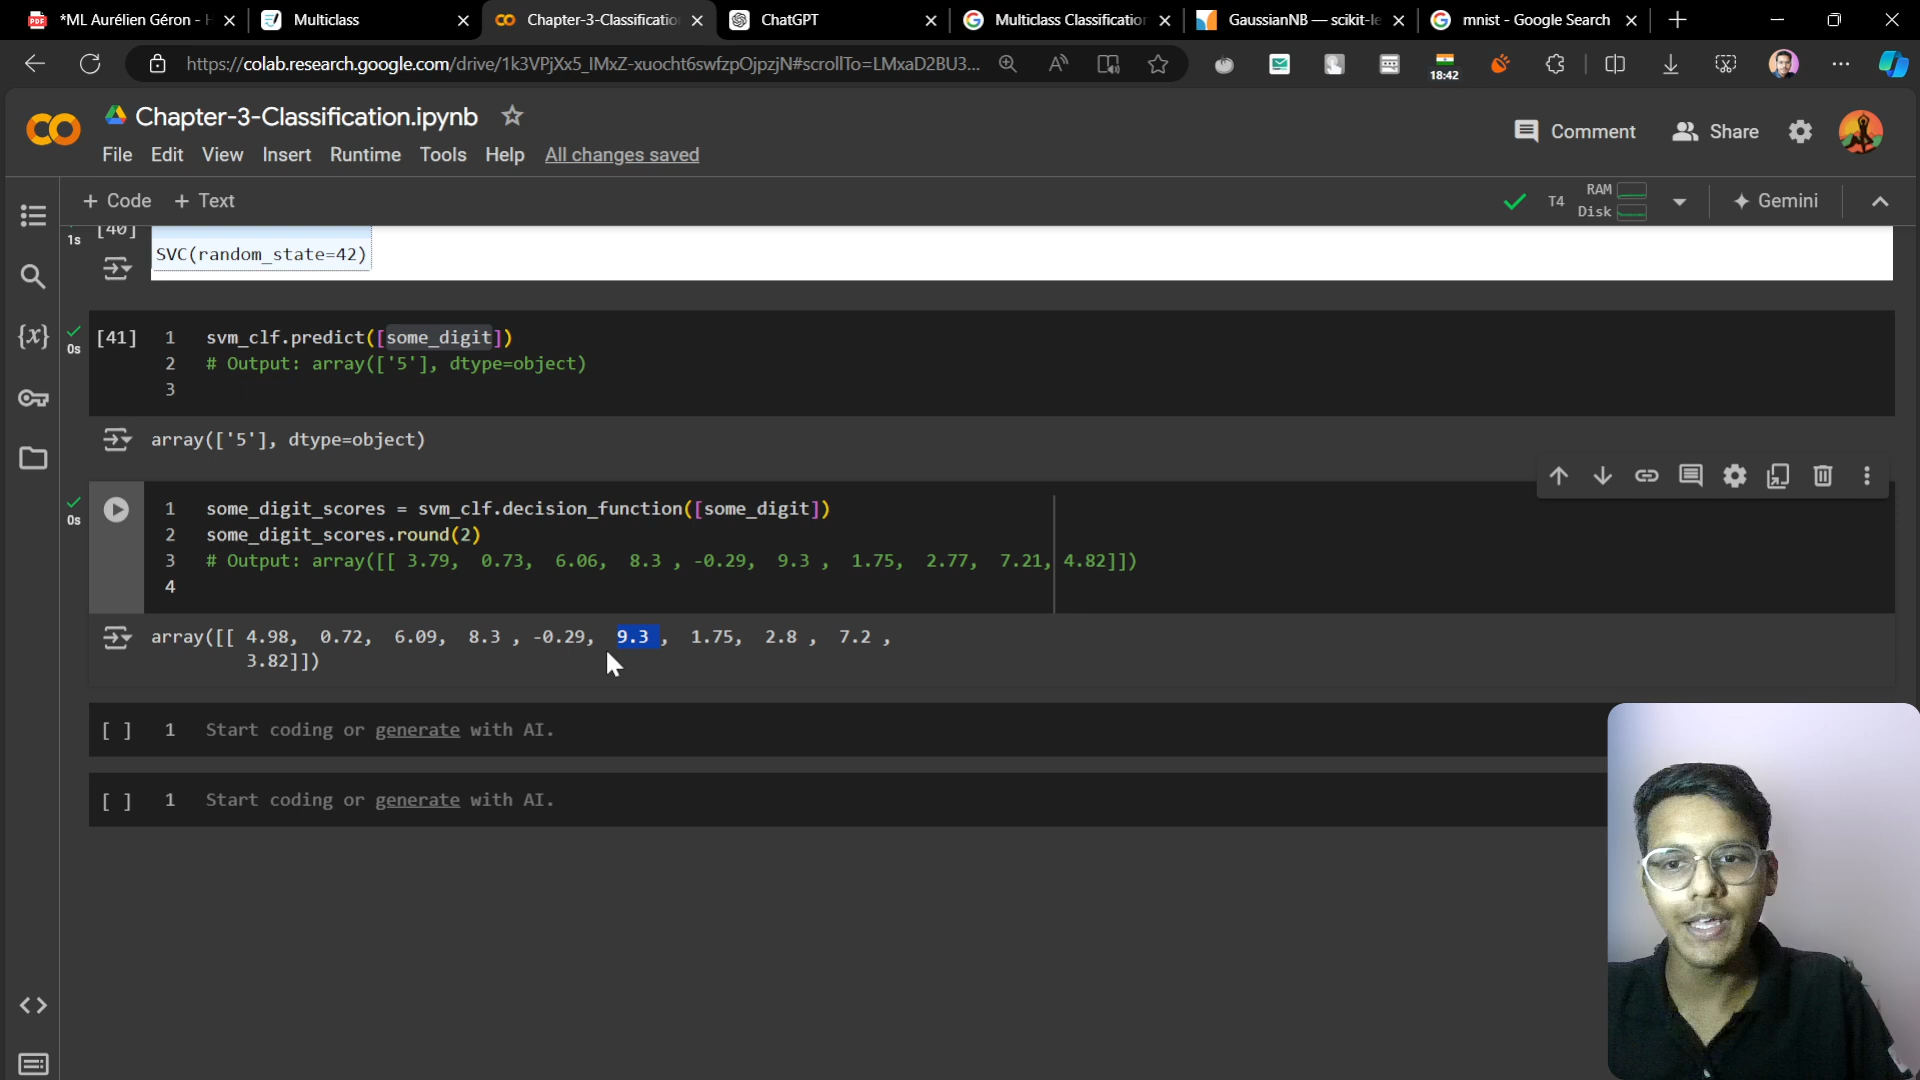 *ML Aurélien Géron - H
Multiclass
Chapter-3-Classificatio
ChatGPT
Multiclass Classification
GaussianNB — scikit-le
mnist - Google Search
https://colab.research.google.com/drive/1k3VPjXx5_IMxZ-xuocht6swfzpOjpzjN#scrollTo=LMxaD2BU3...
18:42
Chapter-3-Classification.ipynb
Comment
Share
File Edit View Insert Runtime Tools Help All changes saved
+ Code + Text
T4
RAM
Disk
Gemini
1s
[40]
SVC(random_state=42)
0s
[41]
1 svm_clf.predict([some_digit])
2 # Output: array(['5'], dtype=object)
3
array(['5'], dtype=object)
0s
1 some_digit_scores = svm_clf.decision_function([some_digit])
2 some_digit_scores.round(2)
3 # Output: array([[ 3.79, 0.73, 6.06, 8.3 , -0.29, 9.3 , 1.75, 2.77, 7.21, 4.82]])
4
array([[ 4.98, 0.72, 6.09, 8.3 , -0.29, 9.3 , 1.75, 2.8 , 7.2 ,
3.82]])
[ ] 1 Start coding or generate with AI.
[ ] 1 Start coding or generate with AI.